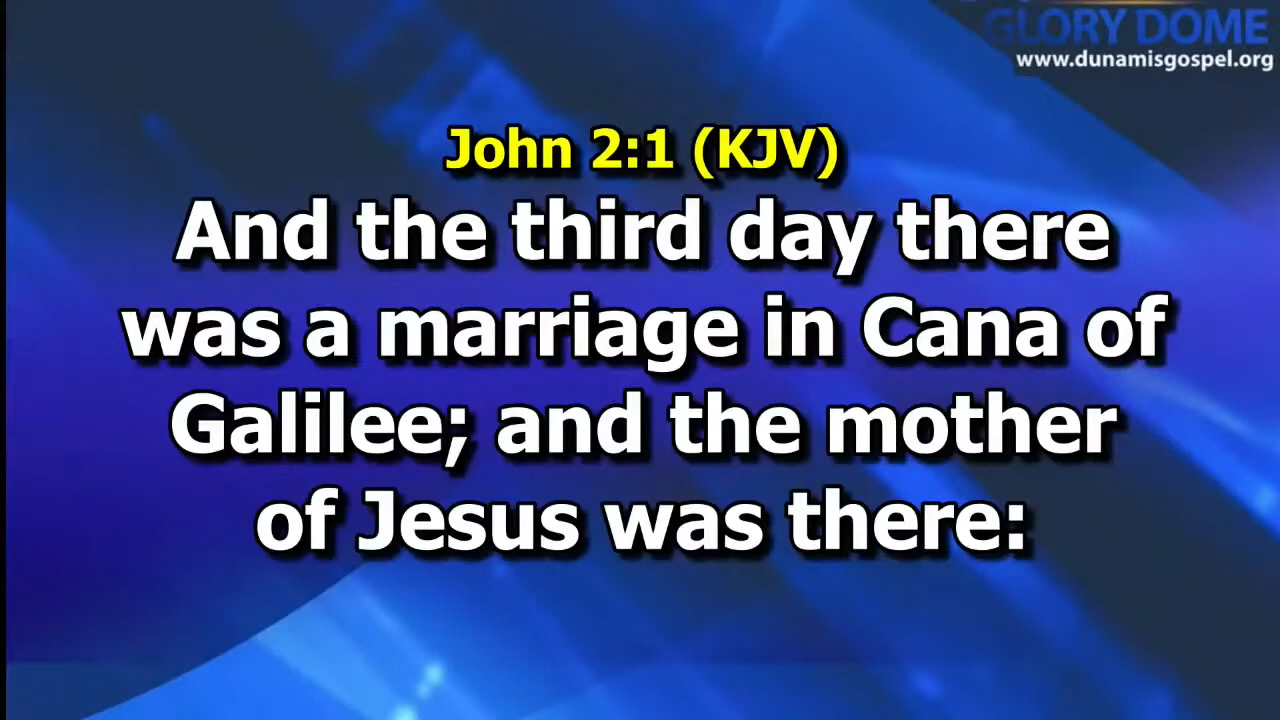 GLORY DOME
www.dunamisgospel.org
John 2:1 (KJV)
And the third day there
was a marriage in Cana of
Galilee; and the mother
of Jesus was there: